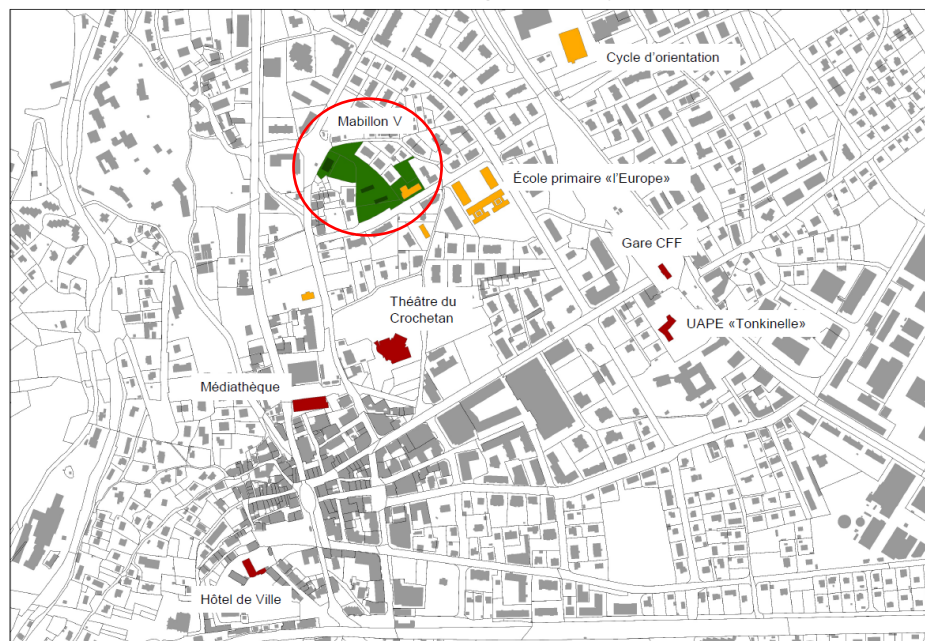 Cycle d'orientation
Mabillon V
École primaire «l'Europe»
Gare CFF
Théâtre du
Crochetan
UAPE «Tonkinelle»
Médiathèque
Hôtel de Ville